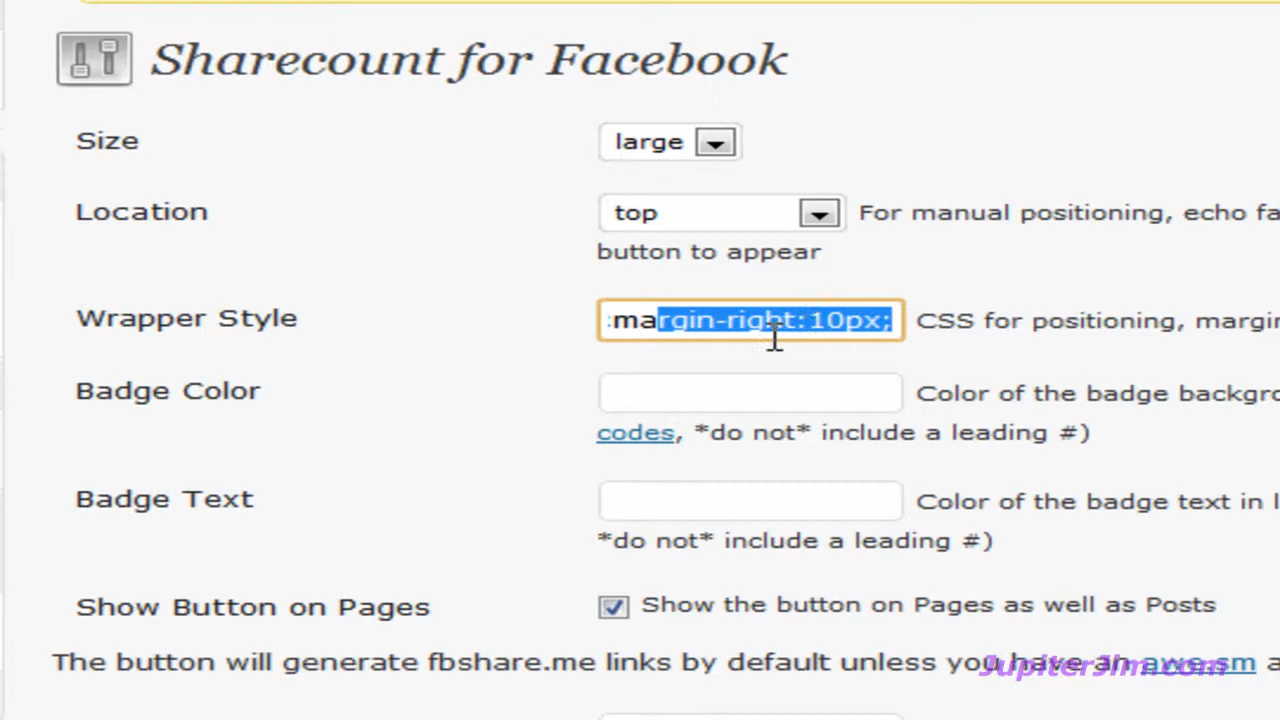 Sharecount for Facebook
Size large
Location top For manual positioning, echo
button to appear
Wrapper Style margin-right:10px; CSS for positioning,
Badge Color Color of the badge
codes, *do not* include a leading #)
Badge Text Color of the badge text in
*do not* include a leading #)
Show Button on Pages Show the button on Pages as well as Posts
The button will generate fbshare.me links by default unless you have an awe.sm
JupiterJim.com